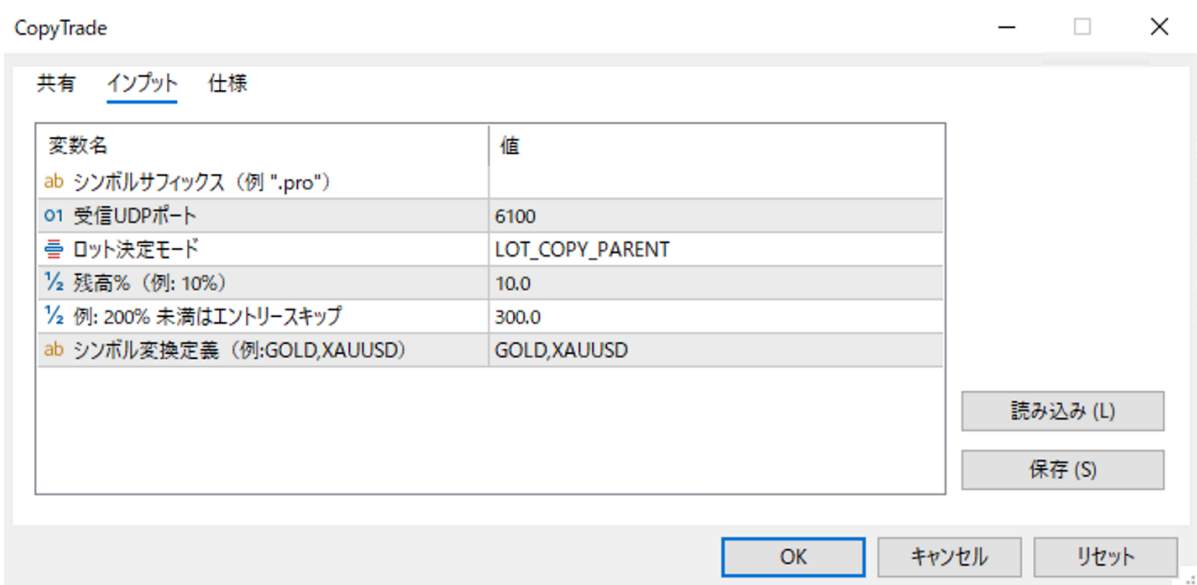 CopyTrade
共有 インプット 仕様
変数名 値
ab シンボルサフィックス（例 ".pro"）
01 受信UDPポート 6100
ロット決定モード LOT_COPY_PARENT
½ 残高%（例: 10%） 10.0
½ 例: 200% 未満はエントリースキップ 300.0
ab シンボル変換定義（例:GOLD,XAUUSD） GOLD,XAUUSD
読み込み (L)
保存 (S)
OK キャンセル リセット